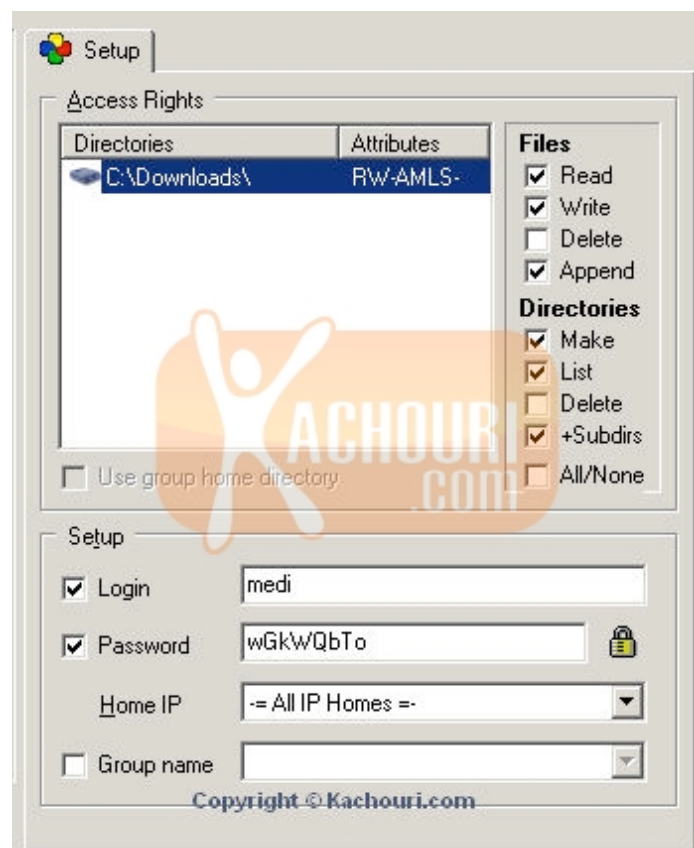 Setup
Access Rights
Directories Attributes
C:\Downloads\ RW-AMLS-
Files
Read
Write
Delete
Append
Directories
Make
List
Delete
+Subdirs
All/None
Use group home directory
KACHOURI
.COM
Setup
Login medi
Password wGkWQbTo
Home IP -= All IP Homes =-
Group name
Copyright © Kachouri.com